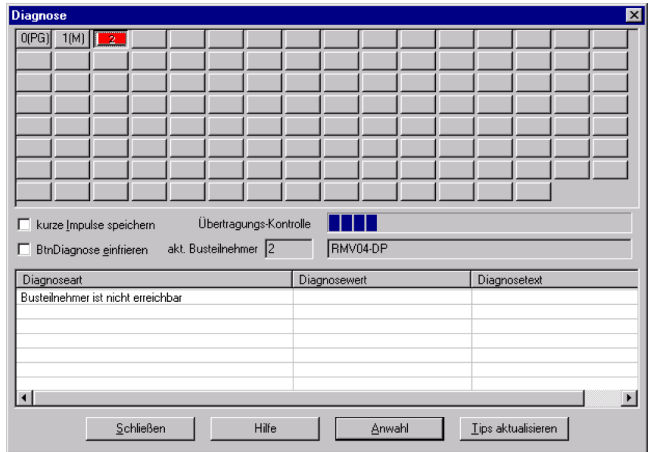 Diagnose
0(PG) 1(M) 2
kurze Impulse speichern Übertragungs-Kontrolle
BtnDiagnose einfrieren akt. Busteilnehmer 2 RMV04-DP
Diagnoseart Diagnosewert Diagnosetext
Busteilnehmer ist nicht erreichbar
Schließen Hilfe Anwahl Tips aktualisieren